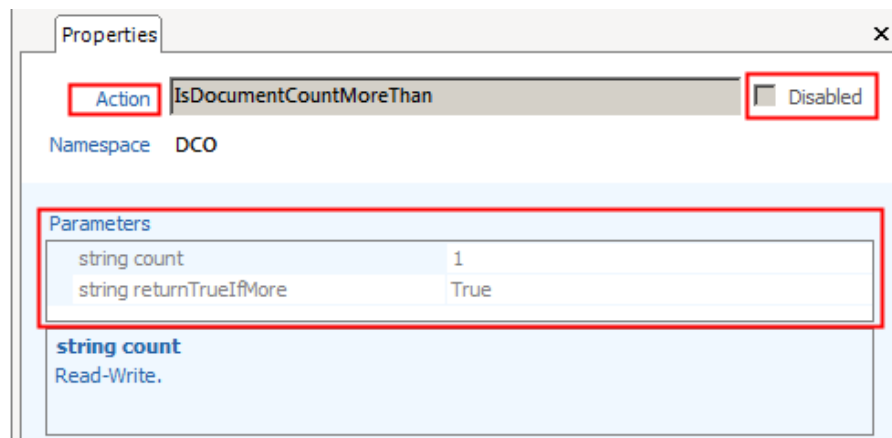 Properties
Action IsDocumentCountMoreThan Disabled
Namespace DCO
Parameters
string count 1
string returnTrueIfMore True
string count
Read-Write.